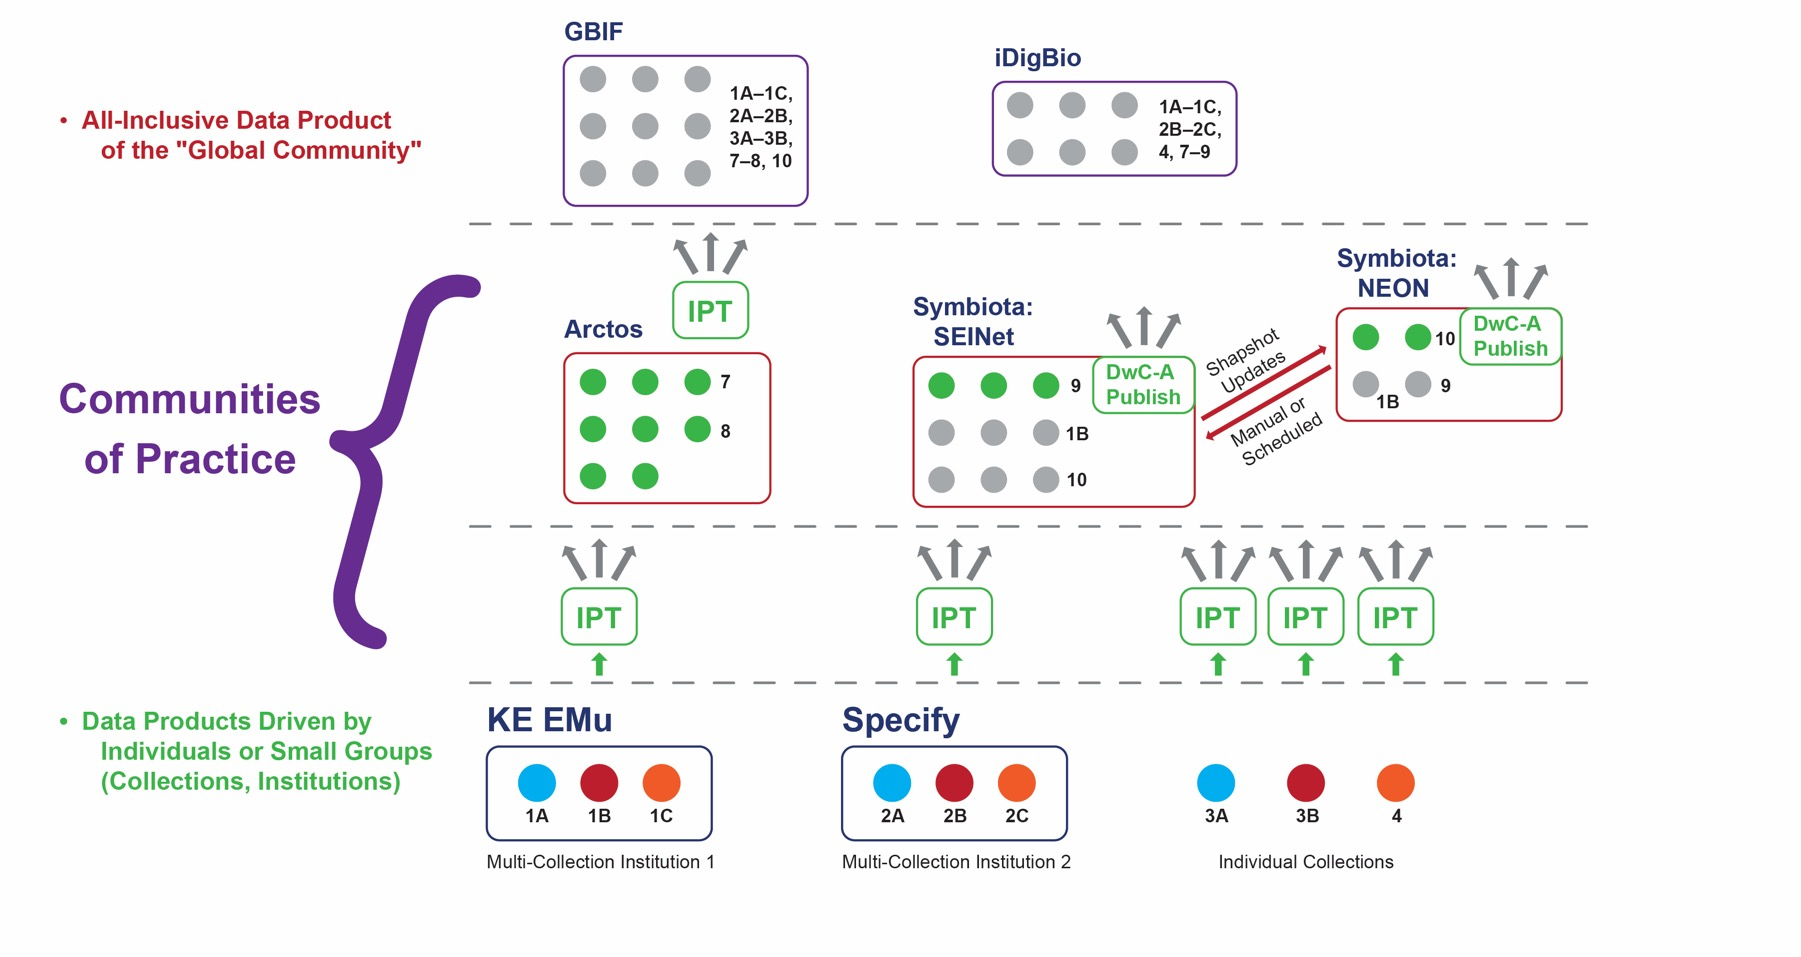 GBIF
1A–1C,
2A–2B,
3A–3B,
7–8, 10
iDigBio
1A–1C,
2B–2C,
4, 7–9
• All-Inclusive Data Product
of the "Global Community"
Communities
of Practice
IPT
Arctos
7
8
Symbiota:
SEINet
DwC-A
Publish
9
1B
10
Shapshot
Updates
Manual or
Scheduled
Symbiota:
NEON
DwC-A
Publish
10
1B
9
IPT
IPT
IPT
IPT
IPT
• Data Products Driven by
Individuals or Small Groups
(Collections, Institutions)
KE EMu
1A
1B
1C
Multi-Collection Institution 1
Specify
2A
2B
2C
Multi-Collection Institution 2
3A
3B
4
Individual Collections